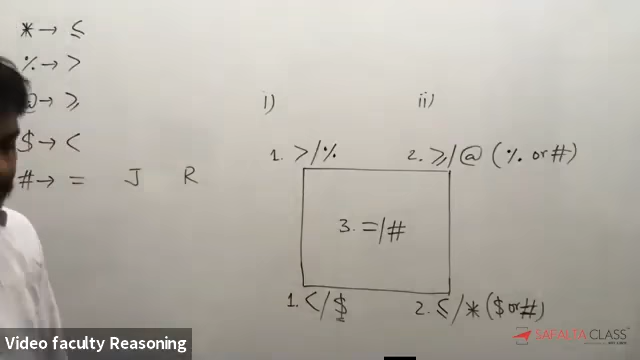 * → ≤
% → >
@ → ≥
$ → <
# → = J R
i) ii)
1. >/% 2. ≥/@ (% or #)
3. =/#
1. </$ 2. ≤/* ($ or #)
SAFALTA CLASS
Video faculty Reasoning